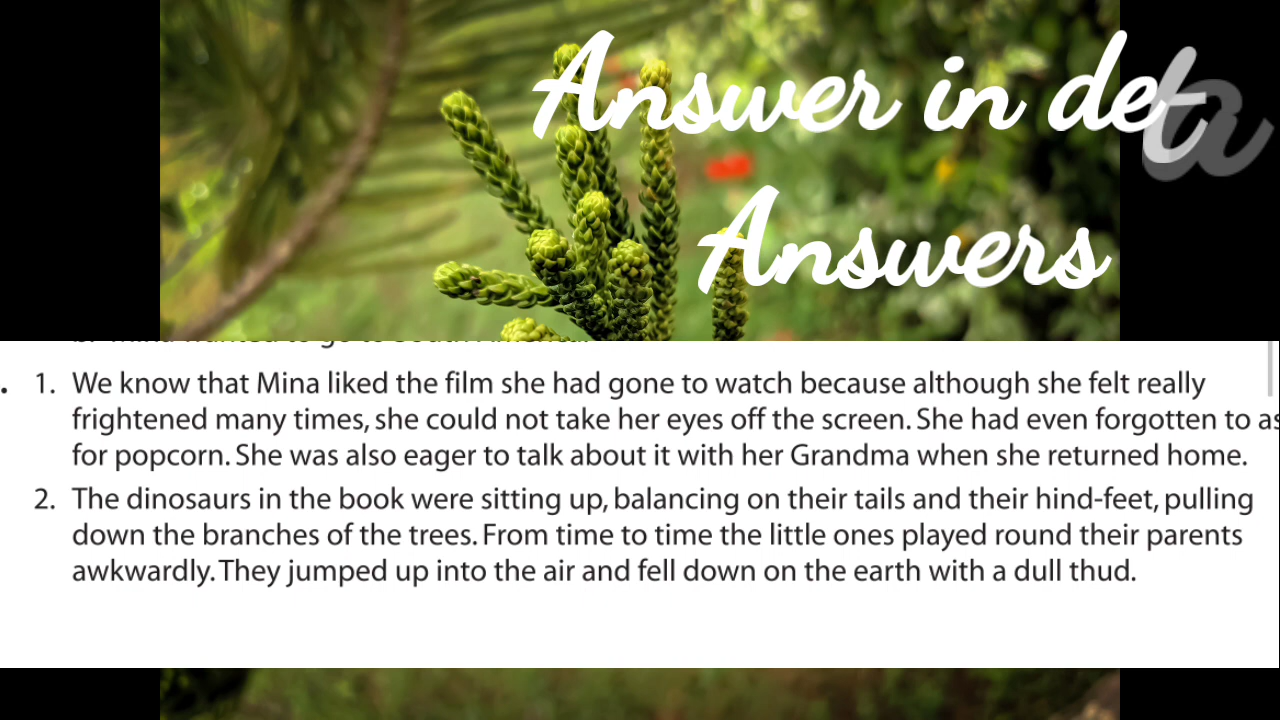 Answer in det
Answers
1. We know that Mina liked the film she had gone to watch because although she felt really
frightened many times, she could not take her eyes off the screen. She had even forgotten to as
for popcorn. She was also eager to talk about it with her Grandma when she returned home.
2. The dinosaurs in the book were sitting up, balancing on their tails and their hind-feet, pulling
down the branches of the trees. From time to time the little ones played round their parents
awkwardly. They jumped up into the air and fell down on the earth with a dull thud.